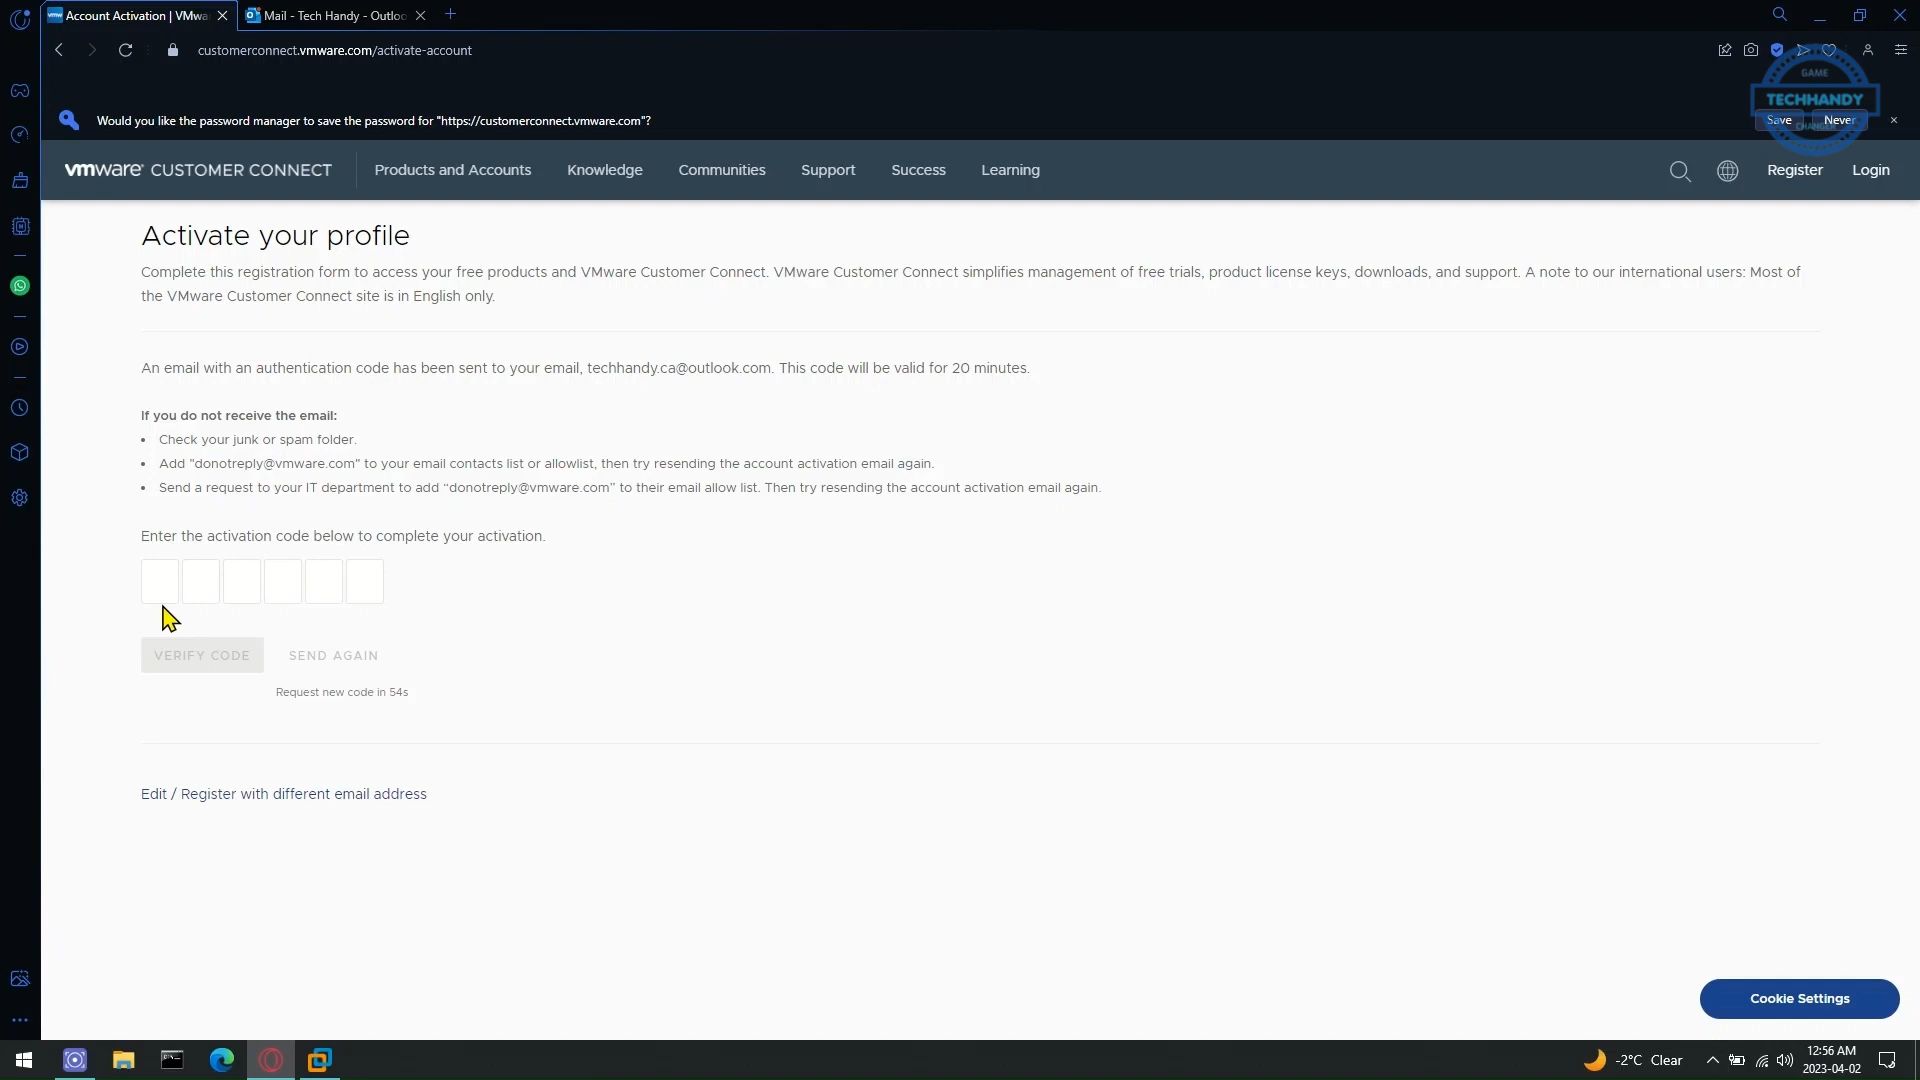 Account Activation | VMwa
Mail - Tech Handy - Outloo
customerconnect.vmware.com/activate-account
GAME
TECHHANDY
CHANGER
Would you like the password manager to save the password for "https://customerconnect.vmware.com"?
Save
Never
vmware® CUSTOMER CONNECT
Products and Accounts
Knowledge
Communities
Support
Success
Learning
Register
Login
Activate your profile
Complete this registration form to access your free products and VMware Customer Connect. VMware Customer Connect simplifies management of free trials, product license keys, downloads, and support. A note to our international users: Most of
the VMware Customer Connect site is in English only.
An email with an authentication code has been sent to your email, techhandy.ca@outlook.com. This code will be valid for 20 minutes.
If you do not receive the email:
• Check your junk or spam folder.
• Add "donotreply@vmware.com" to your email contacts list or allowlist, then try resending the account activation email again.
• Send a request to your IT department to add “donotreply@vmware.com” to their email allow list. Then try resending the account activation email again.
Enter the activation code below to complete your activation.
VERIFY CODE
SEND AGAIN
Request new code in 54s
Edit / Register with different email address
Cookie Settings
-2°C Clear
12:56 AM
2023-04-02